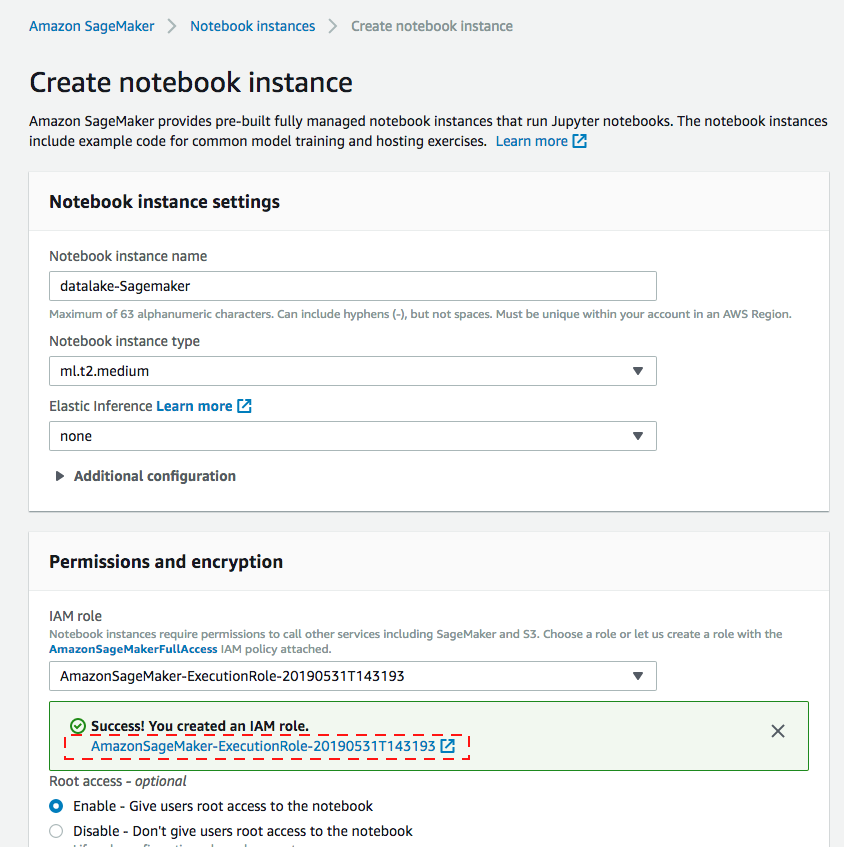 Amazon SageMaker > Notebook instances > Create notebook instance
Create notebook instance
Amazon SageMaker provides pre-built fully managed notebook instances that run Jupyter notebooks. The notebook instances
include example code for common model training and hosting exercises. Learn more
Notebook instance settings
Notebook instance name
datalake-Sagemaker
Maximum of 63 alphanumeric characters. Can include hyphens (-), but not spaces. Must be unique within your account in an AWS Region.
Notebook instance type
ml.t2.medium
Elastic Inference Learn more
none
Additional configuration
Permissions and encryption
IAM role
Notebook instances require permissions to call other services including SageMaker and S3. Choose a role or let us create a role with the
AmazonSageMakerFullAccess IAM policy attached.
AmazonSageMaker-ExecutionRole-20190531T143193
Success! You created an IAM role.
AmazonSageMaker-ExecutionRole-20190531T143193
Root access - optional
Enable - Give users root access to the notebook
Disable - Don't give users root access to the notebook